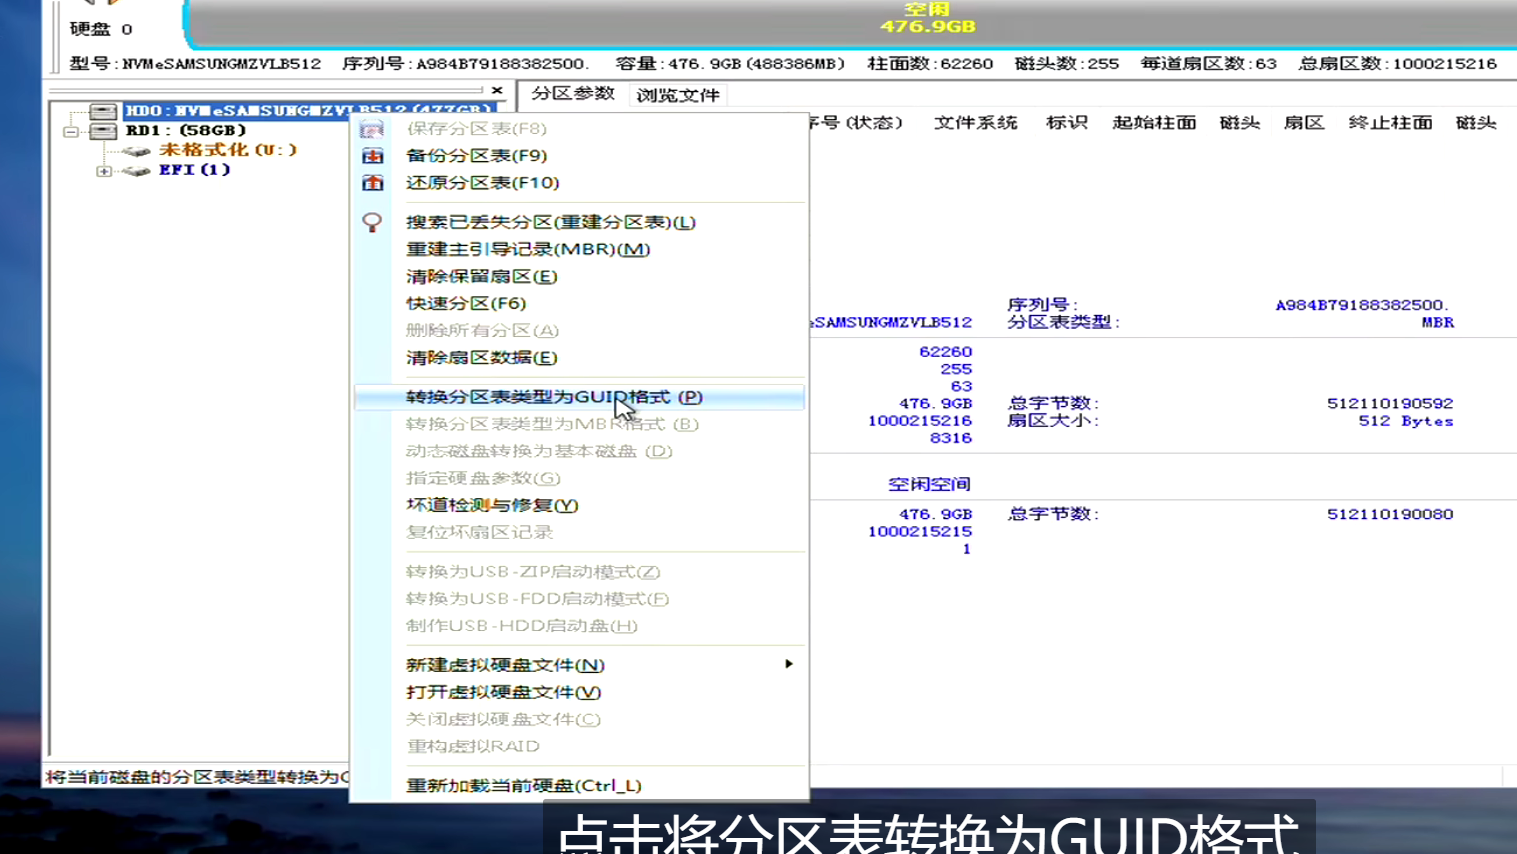 空闲
476.9GB
硬盘 0
型号:NVMeSAMSUNGMZVLB512 序列号:A984B79188382500. 容量:476.9GB(488386MB) 柱面数:62260 磁头数:255 每道扇区数:63 总扇区数:1000215216
分区参数 浏览文件
HD0:NVMeSAMSUNGMZVLB512(477GB)
RD1:(58GB)
未格式化(U:)
EFI(1)
序号(状态) 文件系统 标识 起始柱面 磁头 扇区 终止柱面 磁头
保存分区表(F8)
备份分区表(F9)
还原分区表(F10)
搜索已丢失分区(重建分区表)(L)
重建主引导记录(MBR)(M)
清除保留扇区(E)
快速分区(F6)
删除所有分区(A)
清除扇区数据(E)
转换分区表类型为GUID格式 (P)
转换分区表类型为MBR格式 (B)
动态磁盘转换为基本磁盘 (D)
指定硬盘参数(G)
坏道检测与修复(Y)
复位坏扇区记录
转换为USB-ZIP启动模式(Z)
转换为USB-FDD启动模式(F)
制作USB-HDD启动盘(H)
新建虚拟硬盘文件(N)
打开虚拟硬盘文件(V)
关闭虚拟硬盘文件(C)
重构虚拟RAID
重新加载当前硬盘(Ctrl_L)
序列号: A984B79188382500.
eSAMSUNGMZVLB512 分区表类型: MBR
62260
255
63
476.9GB 总字节数: 512110190592
1000215216 扇区大小: 512 Bytes
8316
空闲空间
476.9GB 总字节数: 512110190080
1000215215
1
将当前磁盘的分区表类型转换为G
点击将分区表转换为GUID格式